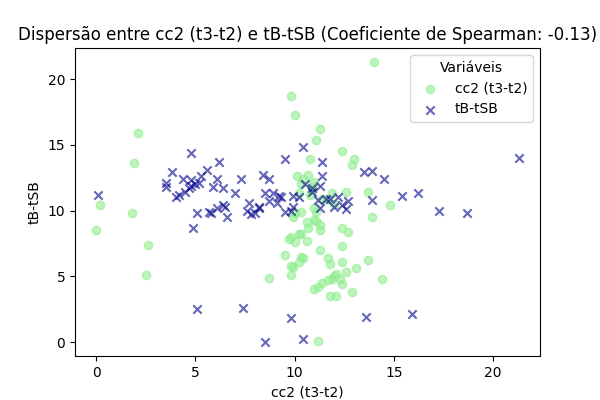 Dispersão entre cc2 (t3-t2) e tB-tSB (Coeficiente de Spearman: -0.13)
Variáveis
cc2 (t3-t2)
tB-tSB
20
15
10
5
0
tB-tSB
0 5 10 15 20
cc2 (t3-t2)